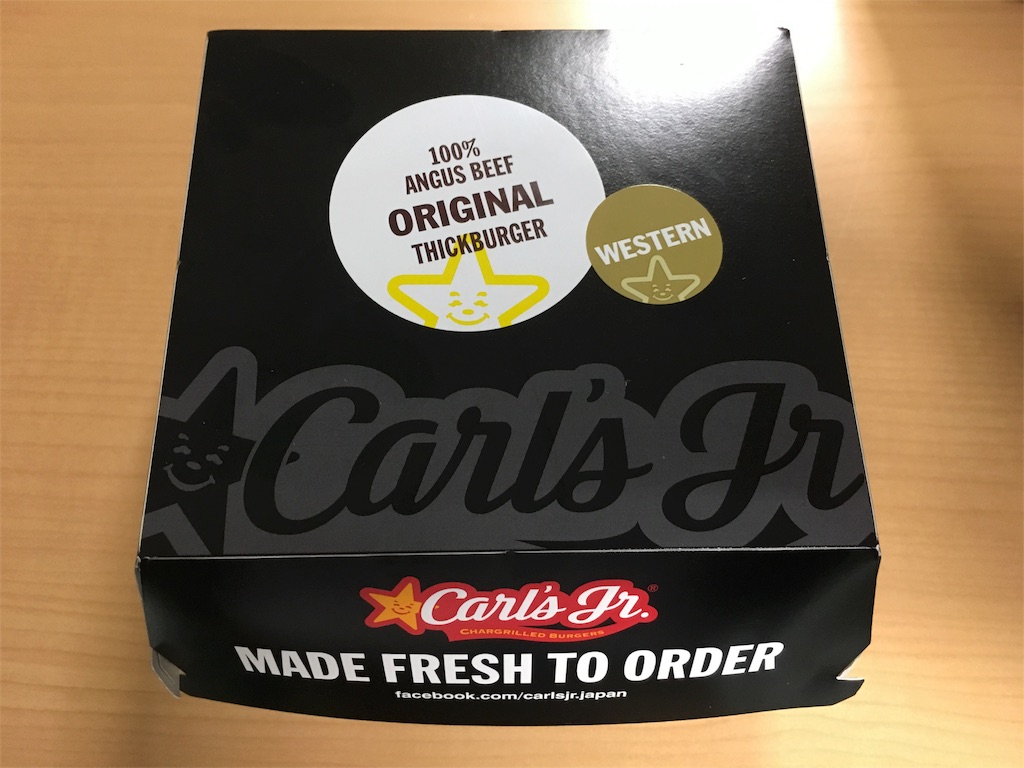 100%
ANGUS BEEF
ORIGINAL
THICKBURGER
WESTERN
Carl's Jr
Carl's Jr.®
CHARGRILLED BURGERS
MADE FRESH TO ORDER
facebook.com/carlsjr.japan